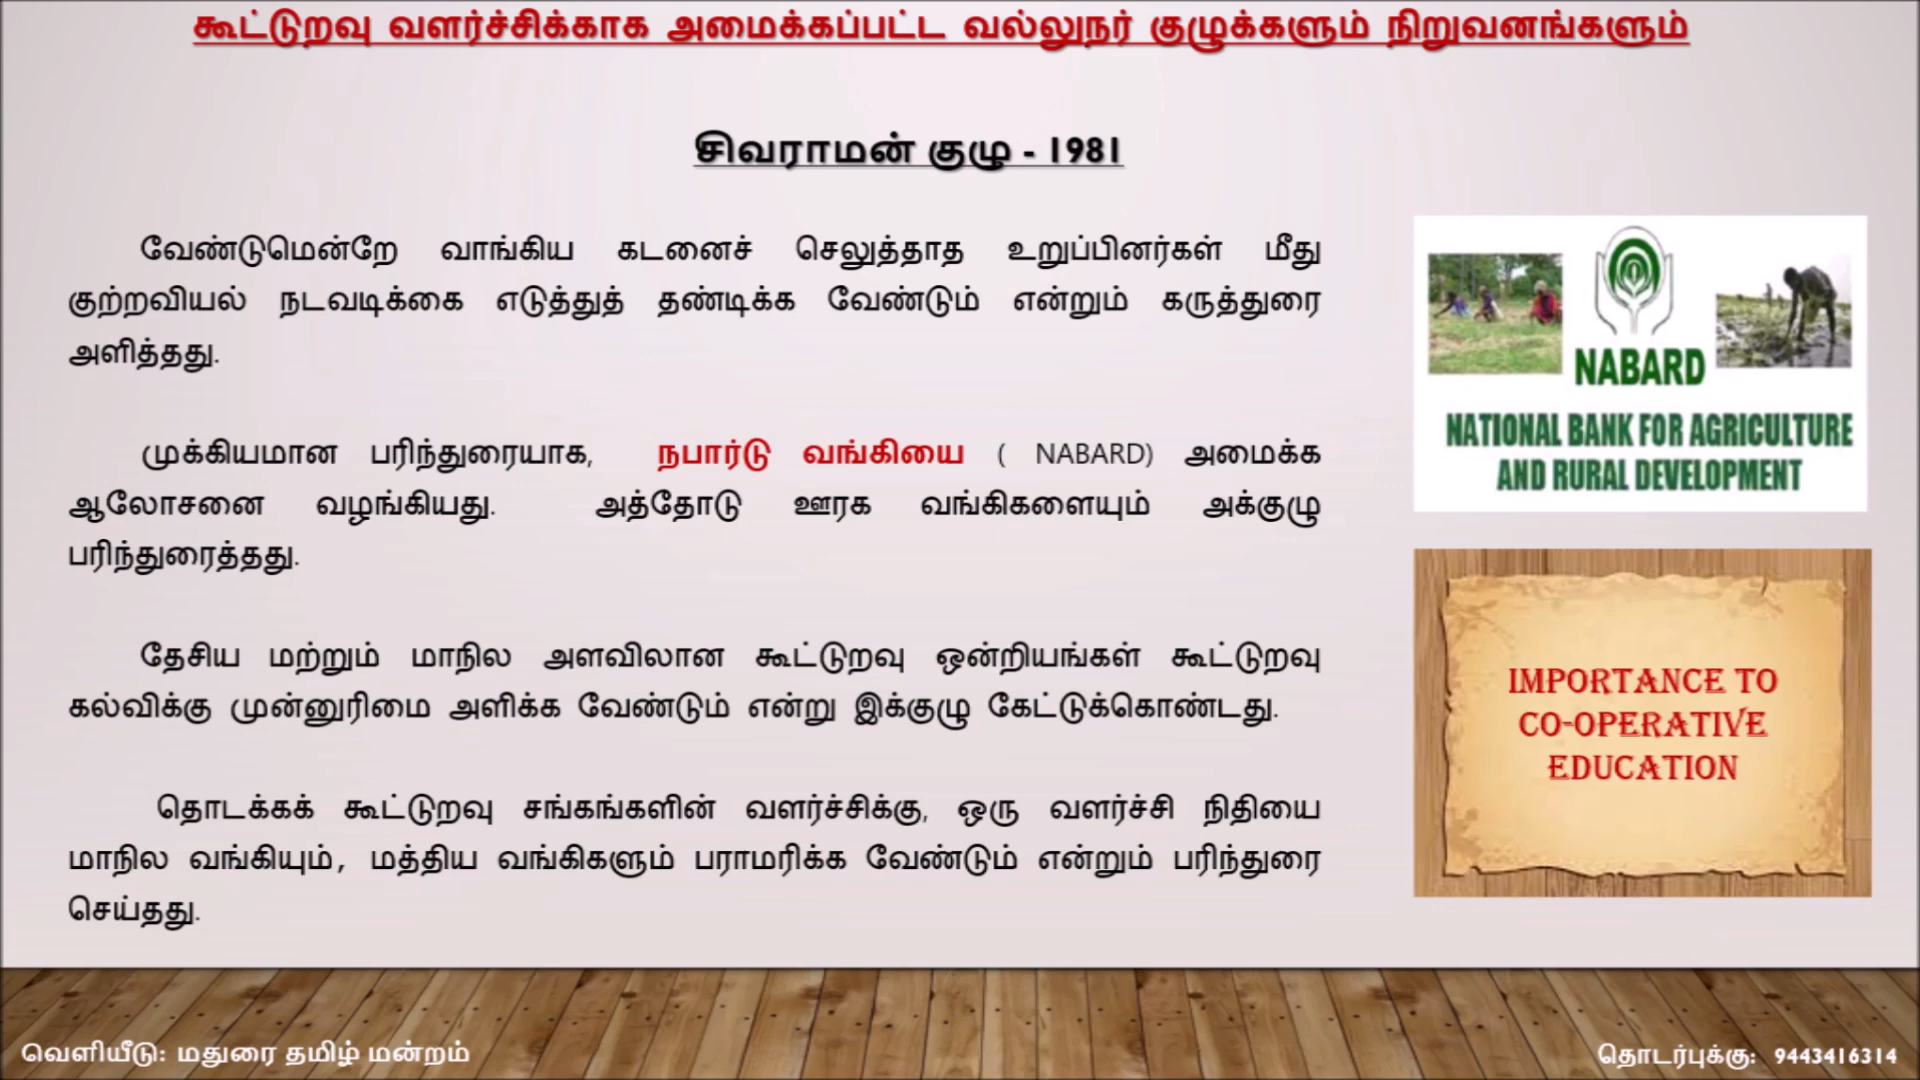 கூட்டுறவு வளர்ச்சிக்காக அமைக்கப்பட்ட வல்லுநர் குழுக்களும் நிறுவனங்களும்
சிவராமன் குழு - 1981
வேண்டுமென்றே வாங்கிய கடனைச் செலுத்தாத உறுப்பினர்கள் மீது
குற்றவியல் நடவடிக்கை எடுத்துத் தண்டிக்க வேண்டும் என்றும் கருத்துரை
அளித்தது.
முக்கியமான பரிந்துரையாக, நபார்டு வங்கியை ( NABARD) அமைக்க
ஆலோசனை வழங்கியது. அத்தோடு ஊரக வங்கிகளையும் அக்குழு
பரிந்துரைத்தது.
தேசிய மற்றும் மாநில அளவிலான கூட்டுறவு ஒன்றியங்கள் கூட்டுறவு
கல்விக்கு முன்னுரிமை அளிக்க வேண்டும் என்று இக்குழு கேட்டுக்கொண்டது.
தொடக்கக் கூட்டுறவு சங்கங்களின் வளர்ச்சிக்கு, ஒரு வளர்ச்சி நிதியை
மாநில வங்கியும், மத்திய வங்கிகளும் பராமரிக்க வேண்டும் என்றும் பரிந்துரை
செய்தது.
NABARD
NATIONAL BANK FOR AGRICULTURE
AND RURAL DEVELOPMENT
IMPORTANCE TO
CO-OPERATIVE
EDUCATION
வெளியீடு: மதுரை தமிழ் மன்றம்
தொடர்புக்கு: 9443416314